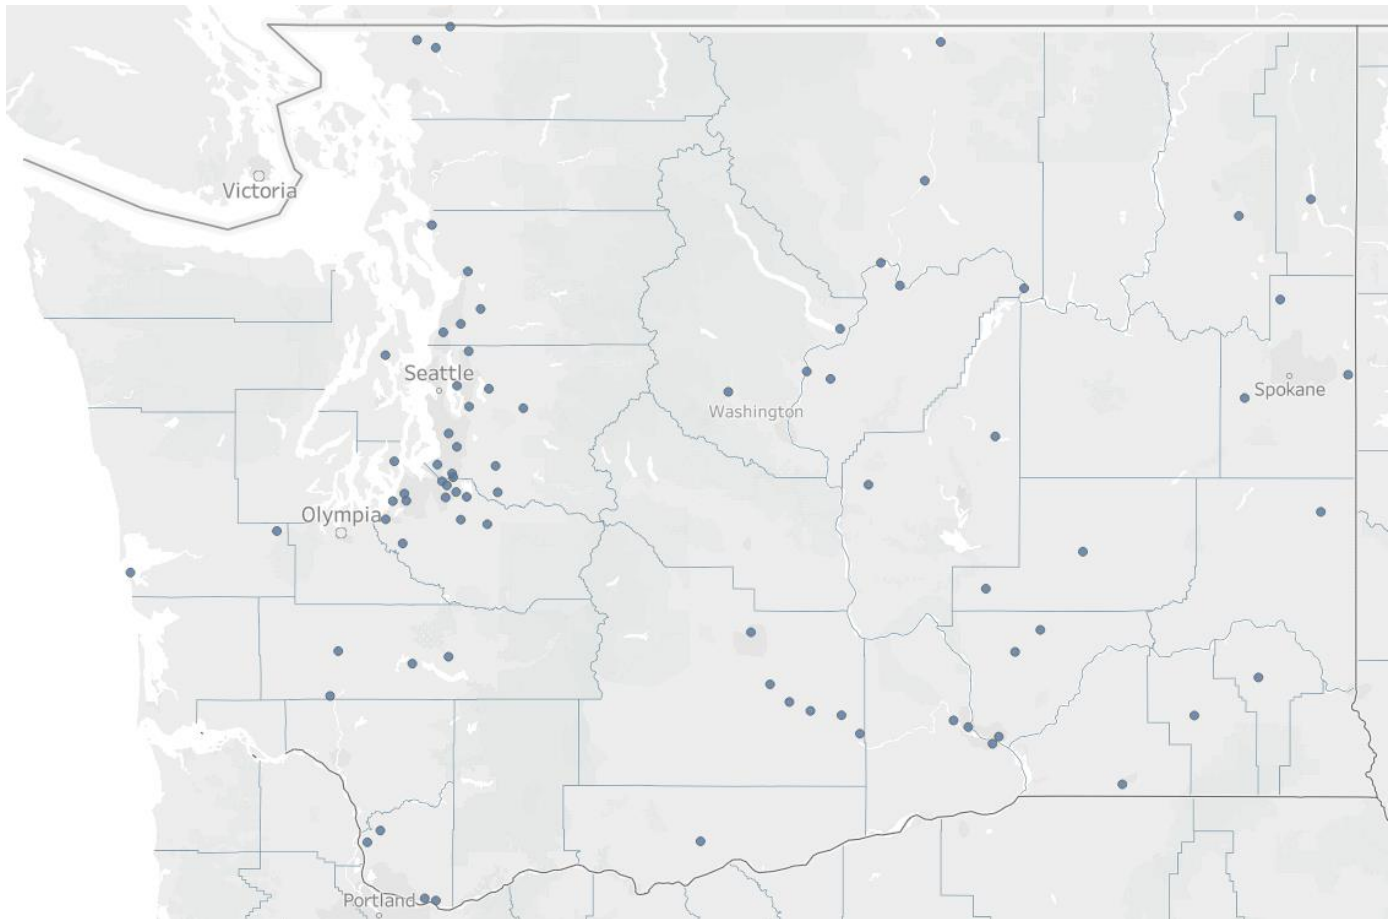 Victoria
Seattle
Washington
Spokane
Olympia
Portland